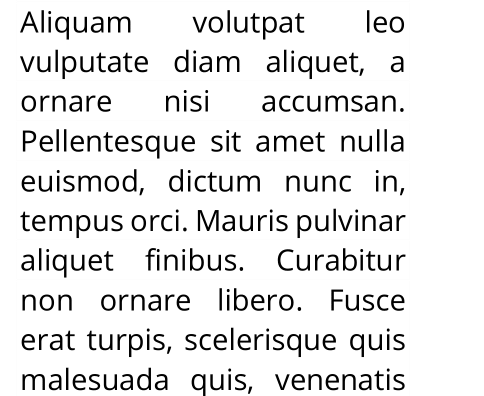 Aliquam volutpat leo
vulputate diam aliquet, a
ornare nisi accumsan.
Pellentesque sit amet nulla
euismod, dictum nunc in,
tempus orci. Mauris pulvinar
aliquet finibus. Curabitur
non ornare libero. Fusce
erat turpis, scelerisque quis
malesuada quis, venenatis